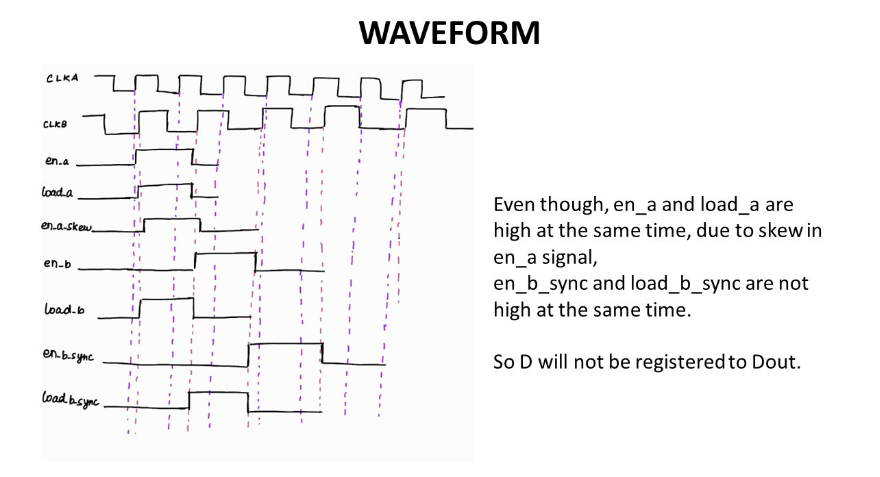 WAVEFORM
CLKA
CLKB
en_a
load_a
en_a_skew
en_b
load_b
en_b_sync
load_b_sync
Even though, en_a and load_a are
high at the same time, due to skew in
en_a signal,
en_b_sync and load_b_sync are not
high at the same time.
So D will not be registered to Dout.